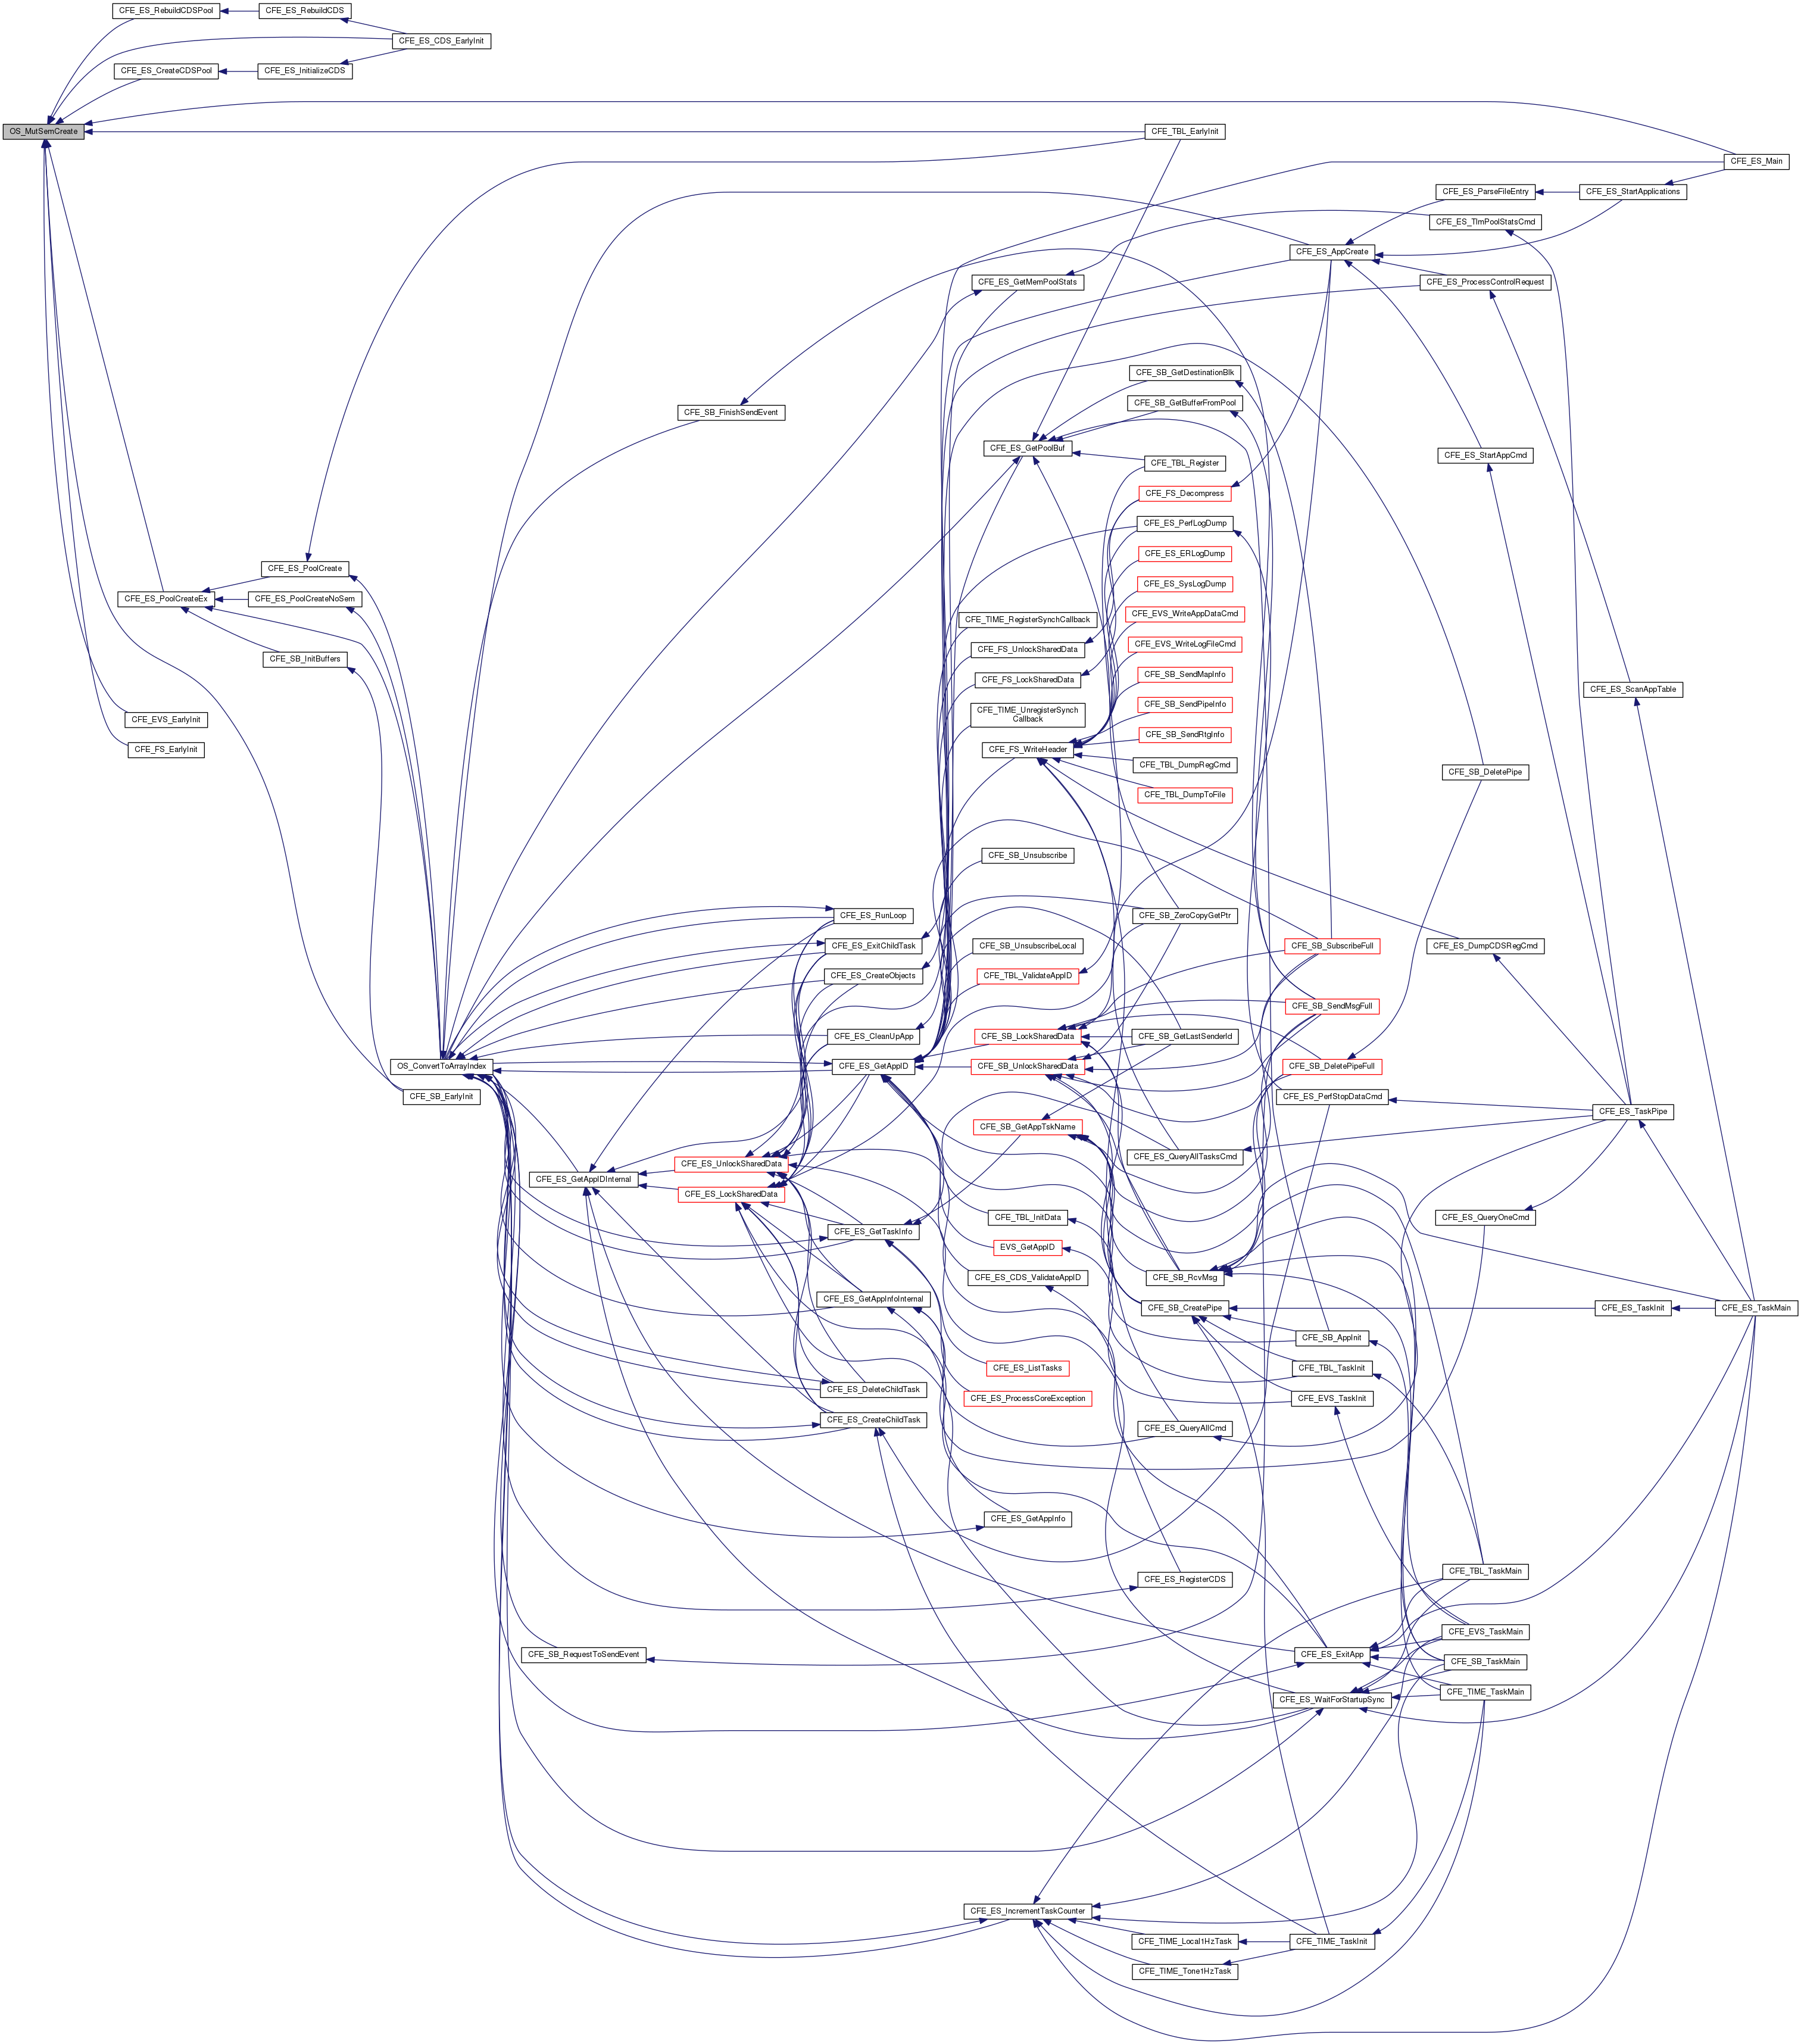 CFE_ES_RebuildCDSPool
CFE_ES_RebuildCDS
CFE_ES_CDS_EarlyInit
CFE_ES_CreateCDSPool
CFE_ES_InitializeCDS
OS_MutSemCreate
CFE_TBL_EarlyInit
CFE_ES_Main
CFE_ES_ParseFileEntry
CFE_ES_StartApplications
CFE_ES_TlmPoolStatsCmd
CFE_ES_AppCreate
CFE_ES_GetMemPoolStats
CFE_ES_ProcessControlRequest
CFE_SB_GetDestinationBlk
CFE_SB_GetBufferFromPool
CFE_SB_FinishSendEvent
CFE_ES_GetPoolBuf
CFE_ES_StartAppCmd
CFE_TBL_Register
CFE_FS_Decompress
CFE_ES_PerfLogDump
CFE_ES_ERLogDump
CFE_ES_PoolCreate
CFE_ES_SysLogDump
CFE_ES_PoolCreateEx
CFE_ES_PoolCreateNoSem
CFE_EVS_WriteAppDataCmd
CFE_TIME_RegisterSynchCallback
CFE_EVS_WriteLogFileCmd
CFE_FS_UnlockSharedData
CFE_SB_InitBuffers
CFE_SB_SendMapInfo
CFE_FS_LockSharedData
CFE_ES_ScanAppTable
CFE_SB_SendPipeInfo
CFE_TIME_UnregisterSynch
Callback
CFE_EVS_EarlyInit
CFE_SB_SendRtgInfo
CFE_FS_EarlyInit
CFE_FS_WriteHeader
CFE_TBL_DumpRegCmd
CFE_SB_DeletePipe
CFE_TBL_DumpToFile
CFE_SB_Unsubscribe
CFE_ES_RunLoop
CFE_SB_ZeroCopyGetPtr
CFE_ES_ExitChildTask
CFE_SB_UnsubscribeLocal
CFE_SB_SubscribeFull
CFE_ES_DumpCDSRegCmd
CFE_ES_CreateObjects
CFE_TBL_ValidateAppID
CFE_SB_SendMsgFull
CFE_ES_CleanUpApp
CFE_SB_LockSharedData
CFE_SB_GetLastSenderId
OS_ConvertToArrayIndex
CFE_ES_GetAppID
CFE_SB_UnlockSharedData
CFE_SB_DeletePipeFull
CFE_SB_EarlyInit
CFE_ES_PerfStopDataCmd
CFE_ES_TaskPipe
CFE_SB_GetAppTskName
CFE_ES_QueryAllTasksCmd
CFE_ES_UnlockSharedData
CFE_ES_GetAppIDInternal
CFE_ES_LockSharedData
CFE_TBL_InitData
CFE_ES_QueryOneCmd
CFE_ES_GetTaskInfo
EVS_GetAppID
CFE_ES_CDS_ValidateAppID
CFE_SB_RcvMsg
CFE_ES_GetAppInfoInternal
CFE_SB_CreatePipe
CFE_ES_TaskInit
CFE_ES_TaskMain
CFE_SB_AppInit
CFE_ES_ListTasks
CFE_TBL_TaskInit
CFE_ES_DeleteChildTask
CFE_ES_ProcessCoreException
CFE_EVS_TaskInit
CFE_ES_CreateChildTask
CFE_ES_QueryAllCmd
CFE_ES_GetAppInfo
CFE_TBL_TaskMain
CFE_ES_RegisterCDS
CFE_EVS_TaskMain
CFE_SB_RequestToSendEvent
CFE_ES_ExitApp
CFE_SB_TaskMain
CFE_TIME_TaskMain
CFE_ES_WaitForStartupSync
CFE_ES_IncrementTaskCounter
CFE_TIME_Local1HzTask
CFE_TIME_TaskInit
CFE_TIME_Tone1HzTask